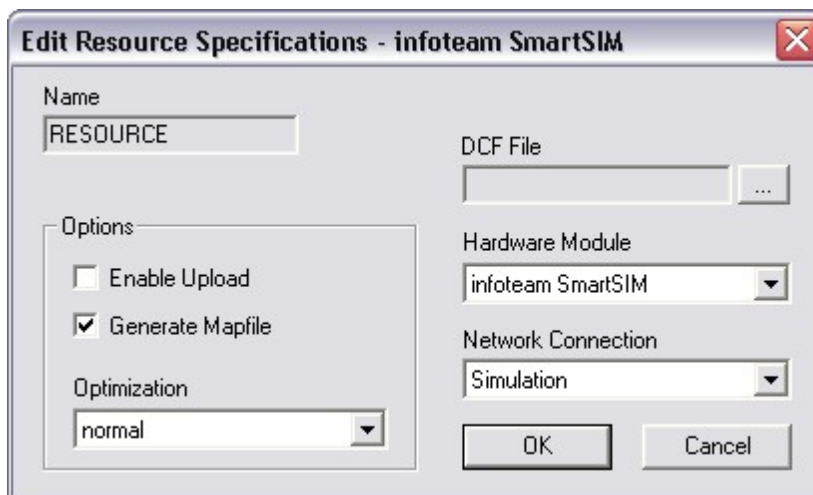 Edit Resource Specifications - infoteam SmartSIM
Name
RESOURCE
DCF File
...
Options
Enable Upload
Generate Mapfile
Optimization
normal
Hardware Module
infoteam SmartSIM
Network Connection
Simulation
OK
Cancel